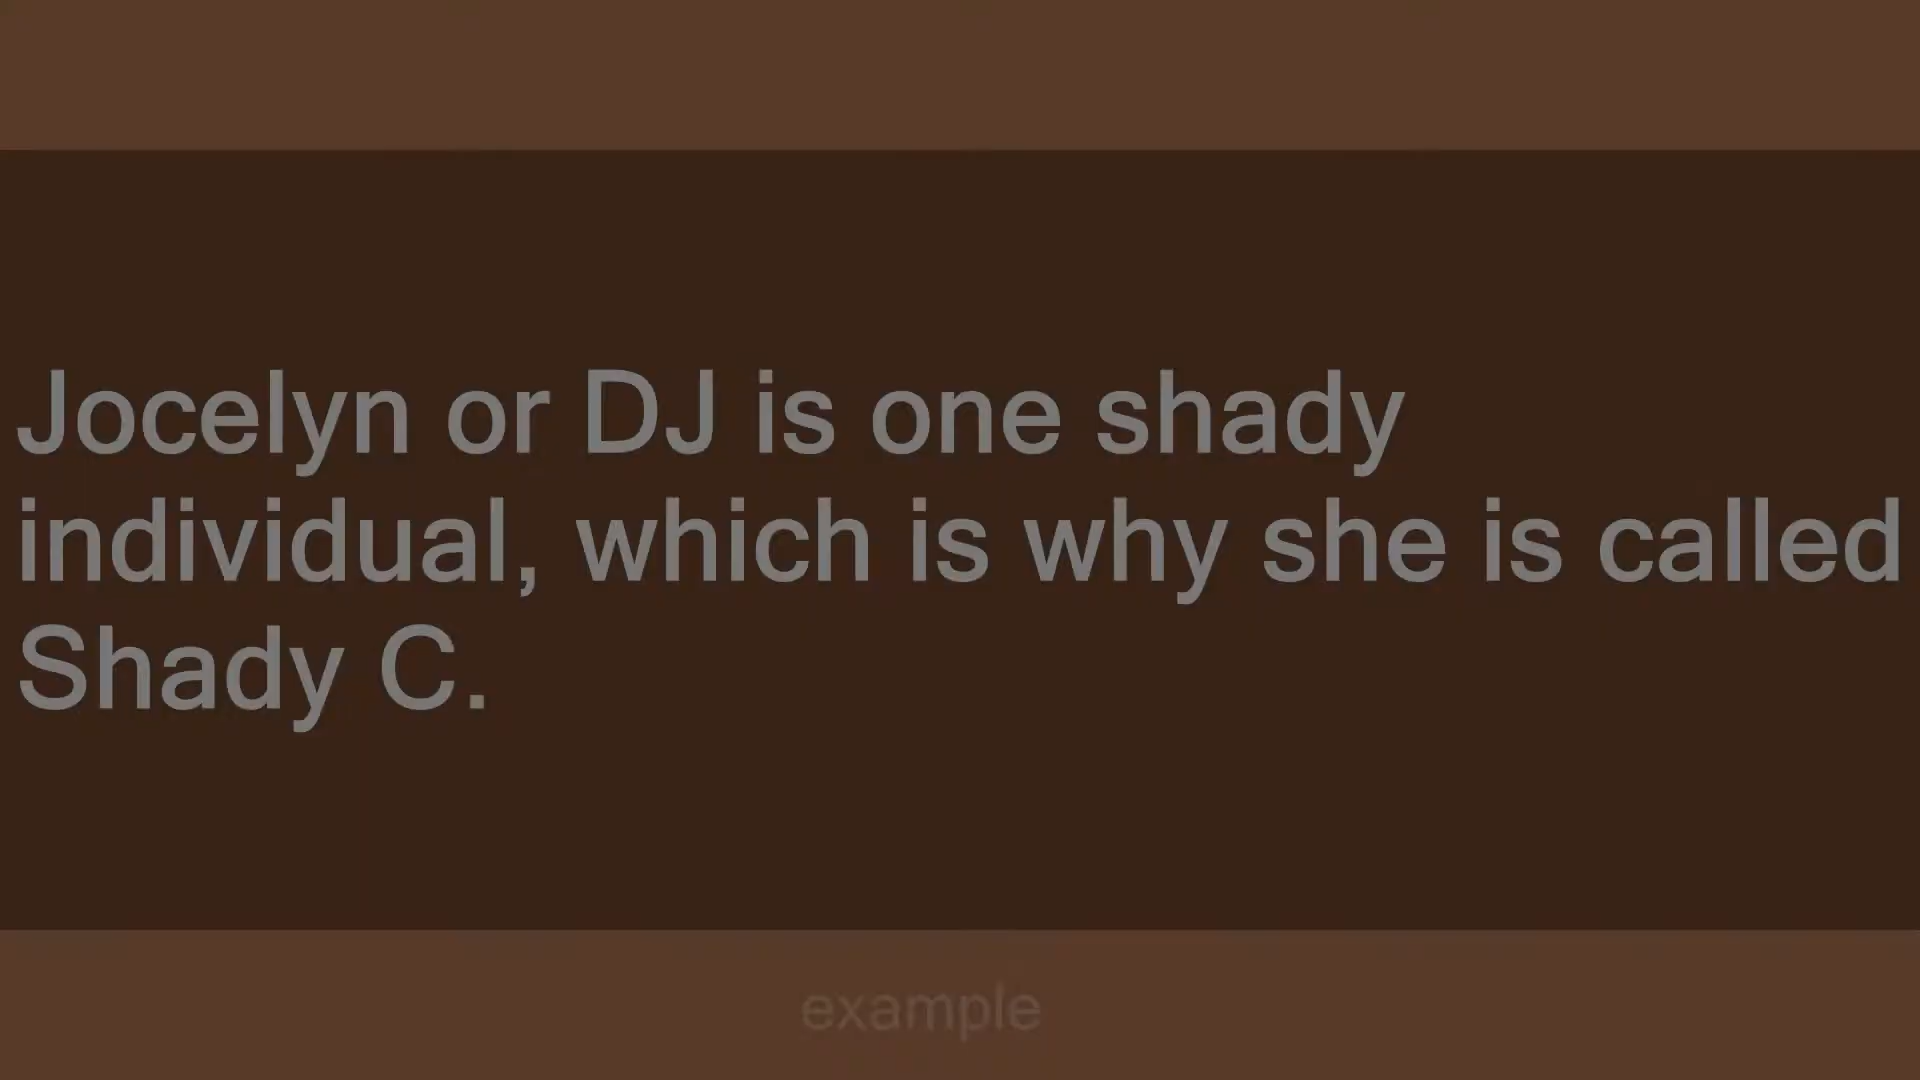 Jocelyn or DJ is one shady
individual, which is why she is called
Shady C.
example